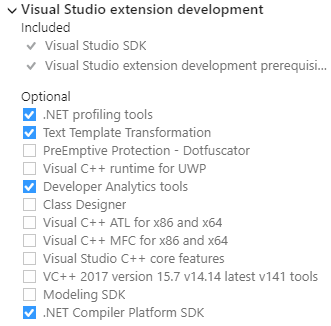 Visual Studio extension development
Included
Visual Studio SDK
Visual Studio extension development prerequisi...
Optional
.NET profiling tools
Text Template Transformation
PreEmptive Protection - Dotfuscator
Visual C++ runtime for UWP
Developer Analytics tools
Class Designer
Visual C++ ATL for x86 and x64
Visual C++ MFC for x86 and x64
Visual Studio C++ core features
VC++ 2017 version 15.7 v14.14 latest v141 tools
Modeling SDK
.NET Compiler Platform SDK